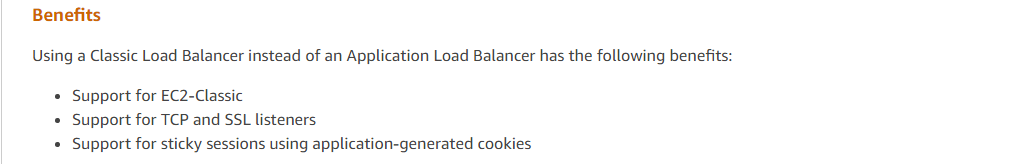 Benefits
Using a Classic Load Balancer instead of an Application Load Balancer has the following benefits:
• Support for EC2-Classic
• Support for TCP and SSL listeners
• Support for sticky sessions using application-generated cookies